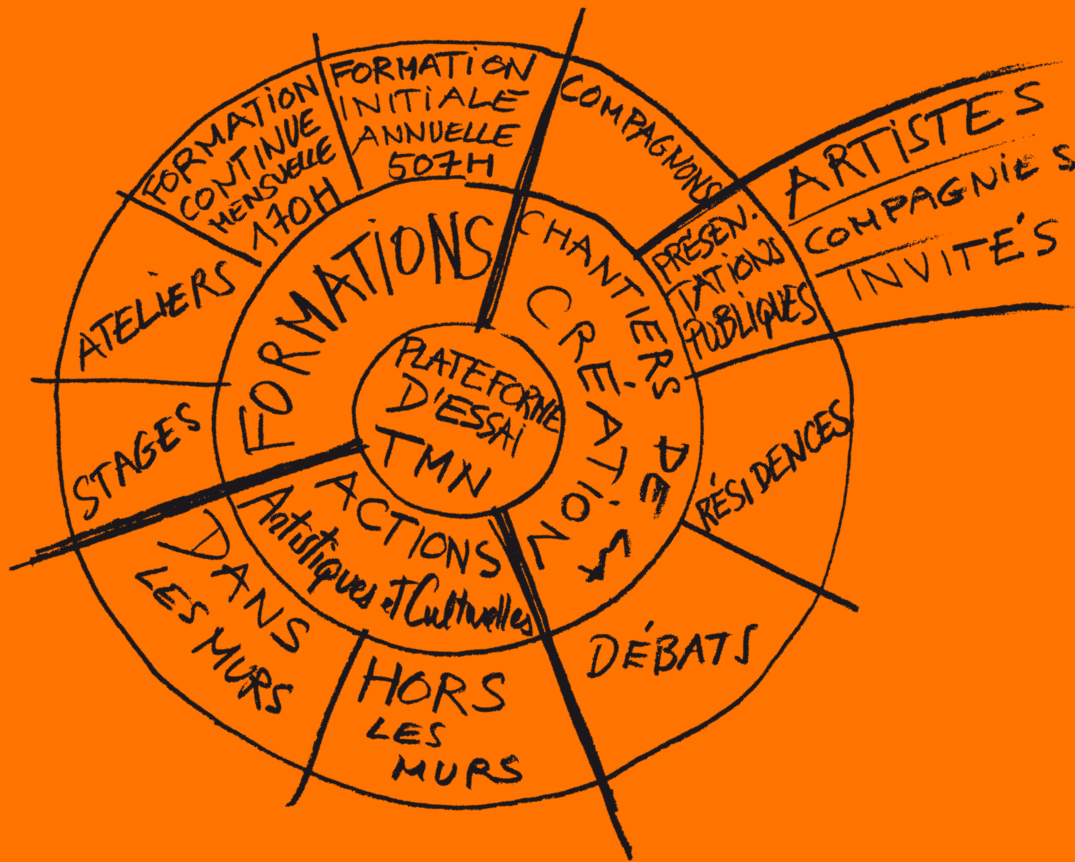 PLATEFORME
D'ESSAi
TMN
FORMATIONS
FORMATION
CONTINUE
MENSUELLE
170H
FORMATiON
INITIALE
ANNUELLE
507H
ATELiERS
STAGES
CHANTIERS DE LA
CRÉATION
COMPAGNONS
PRÉSEN.
TATIONS
PUBLIQUES
ARTISTES
COMPAGNiES
INVITÉS
RÉSIDENCES
DÉBATS
ACTIONS
Artistiques et Culturelles
DANS
LES MURS
HORS
LES
MURS